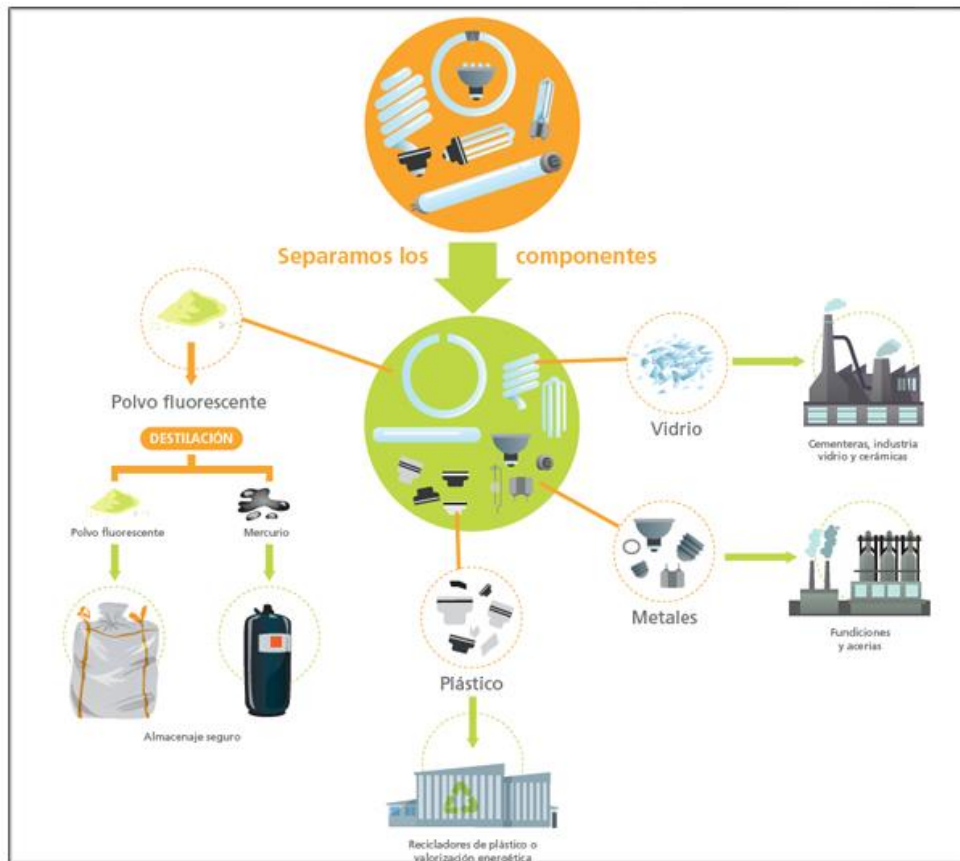 Separamos los componentes
Polvo fluorescente
DESTILACIÓN
Polvo fluorescente
Mercurio
Almacenaje seguro
Vidrio
Cementeras, industria
vidrio y cerámicas
Metales
Fundiciones
y acerias
Plástico
Recicladores de plástico o
valorización energética